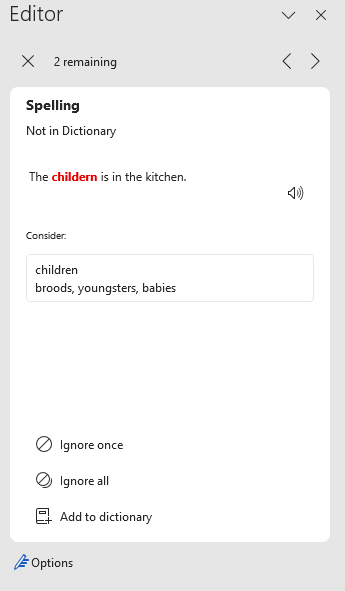 Editor
2 remaining
Spelling
Not in Dictionary
The childern is in the kitchen.
Consider:
children
broods, youngsters, babies
Ignore once
Ignore all
Add to dictionary
Options